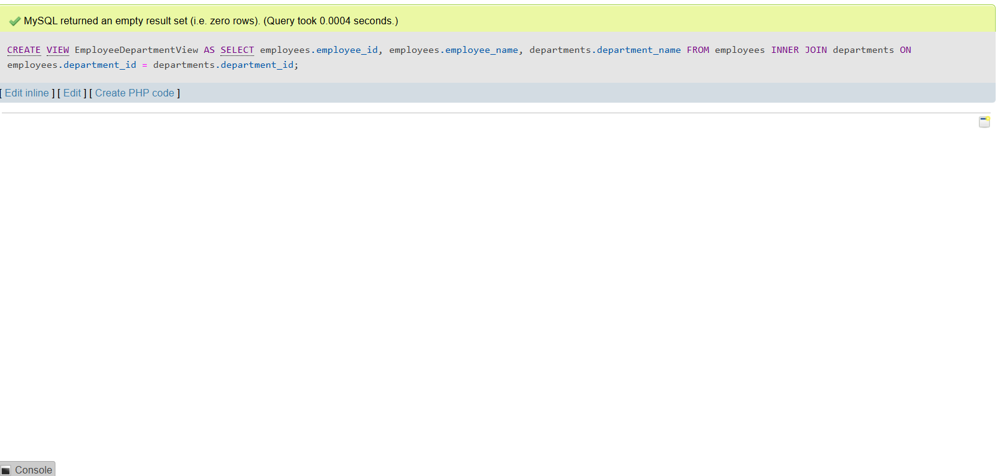 MySQL returned an empty result set (i.e. zero rows). (Query took 0.0004 seconds.)
CREATE VIEW EmployeeDepartmentView AS SELECT employees.employee_id, employees.employee_name, departments.department_name FROM employees INNER JOIN departments ON
employees.department_id = departments.department_id;
[ Edit inline ] [ Edit ] [ Create PHP code ]
Console